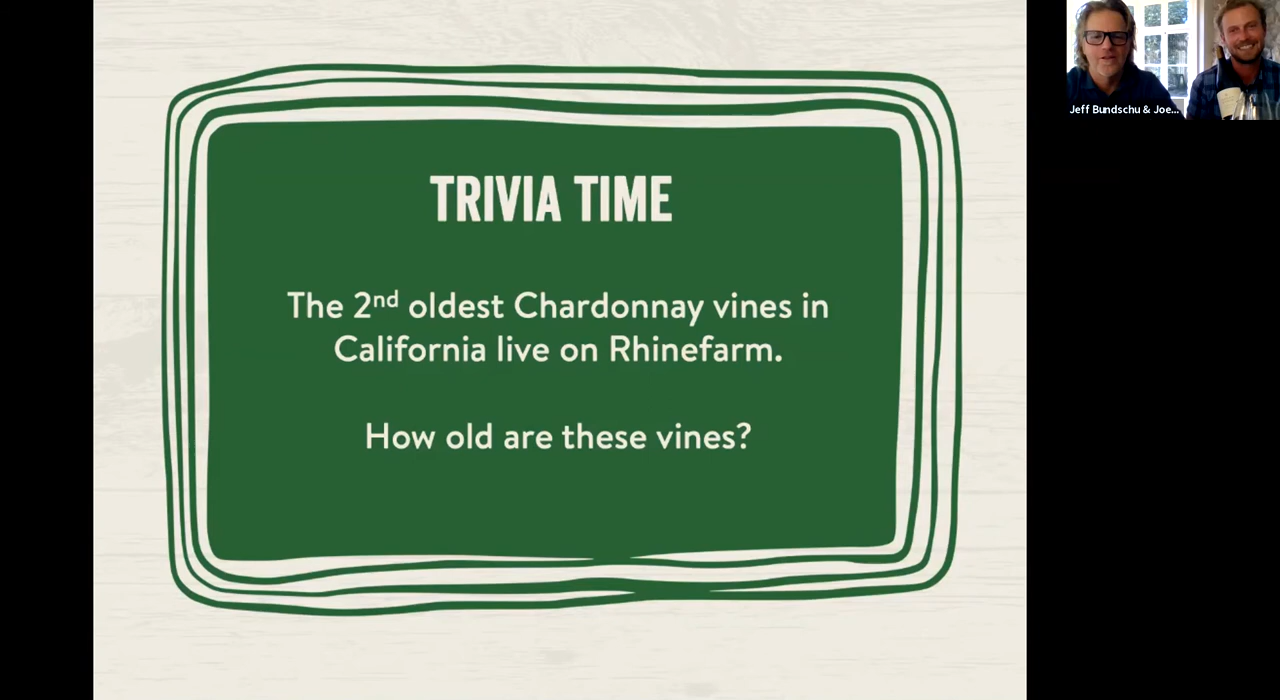 TRIVIA TIME
The 2nd oldest Chardonnay vines in
California live on Rhinefarm.
How old are these vines?
Jeff Bundschu & Joe...